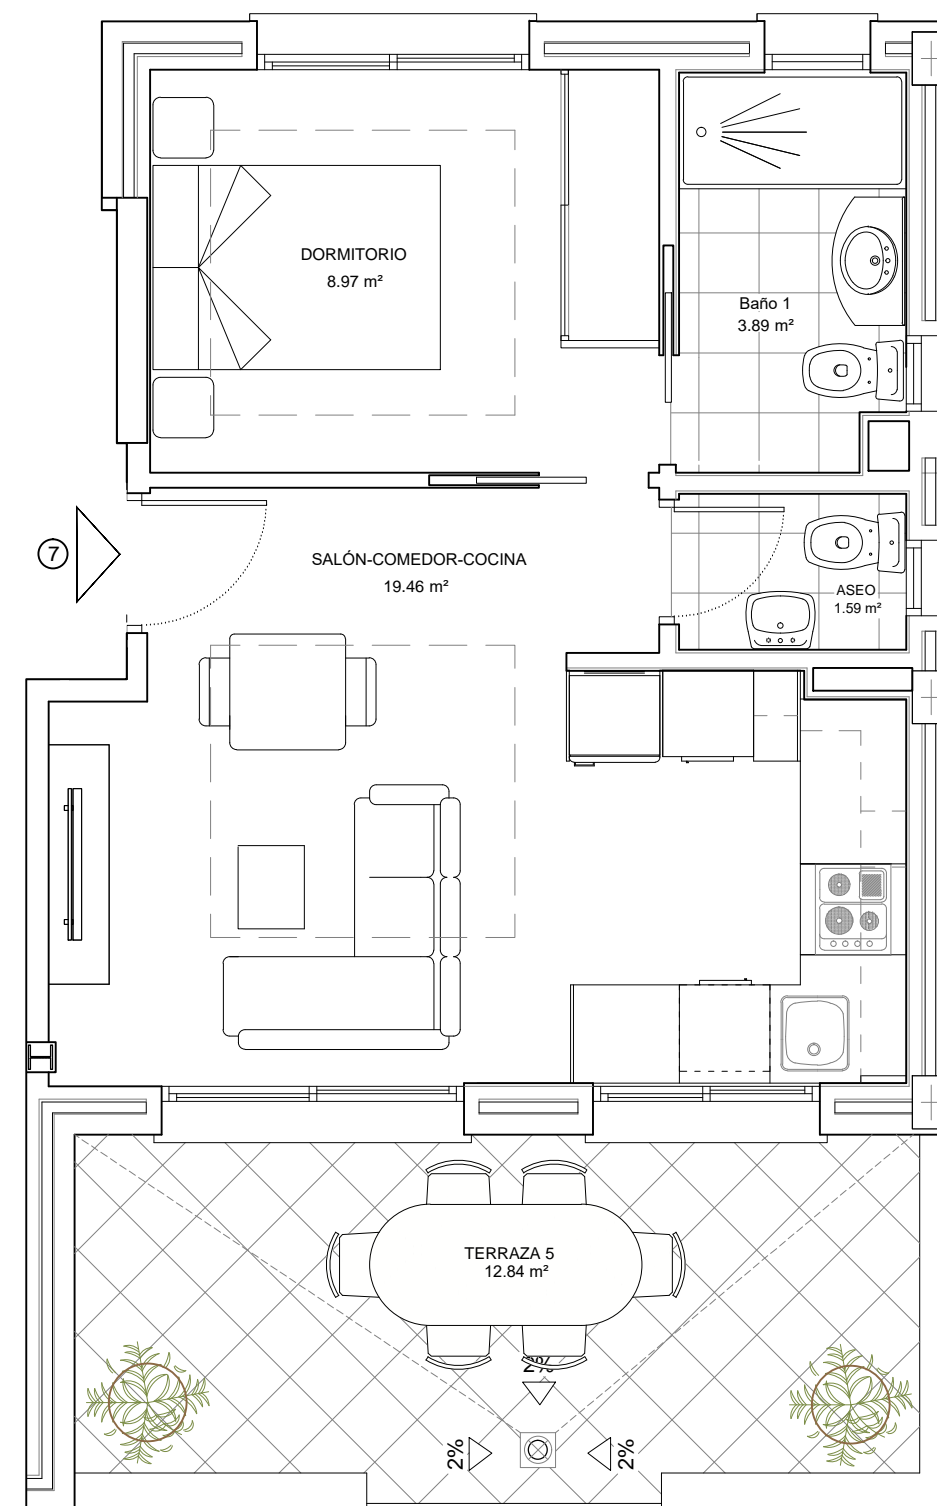 DORMITORIO
8.97 m²
Baño 1
3.89 m²
7
SALÓN-COMEDOR-COCINA
19.46 m²
ASEO
1.59 m²
TERRAZA 5
12.84 m²
2%
2%
2%